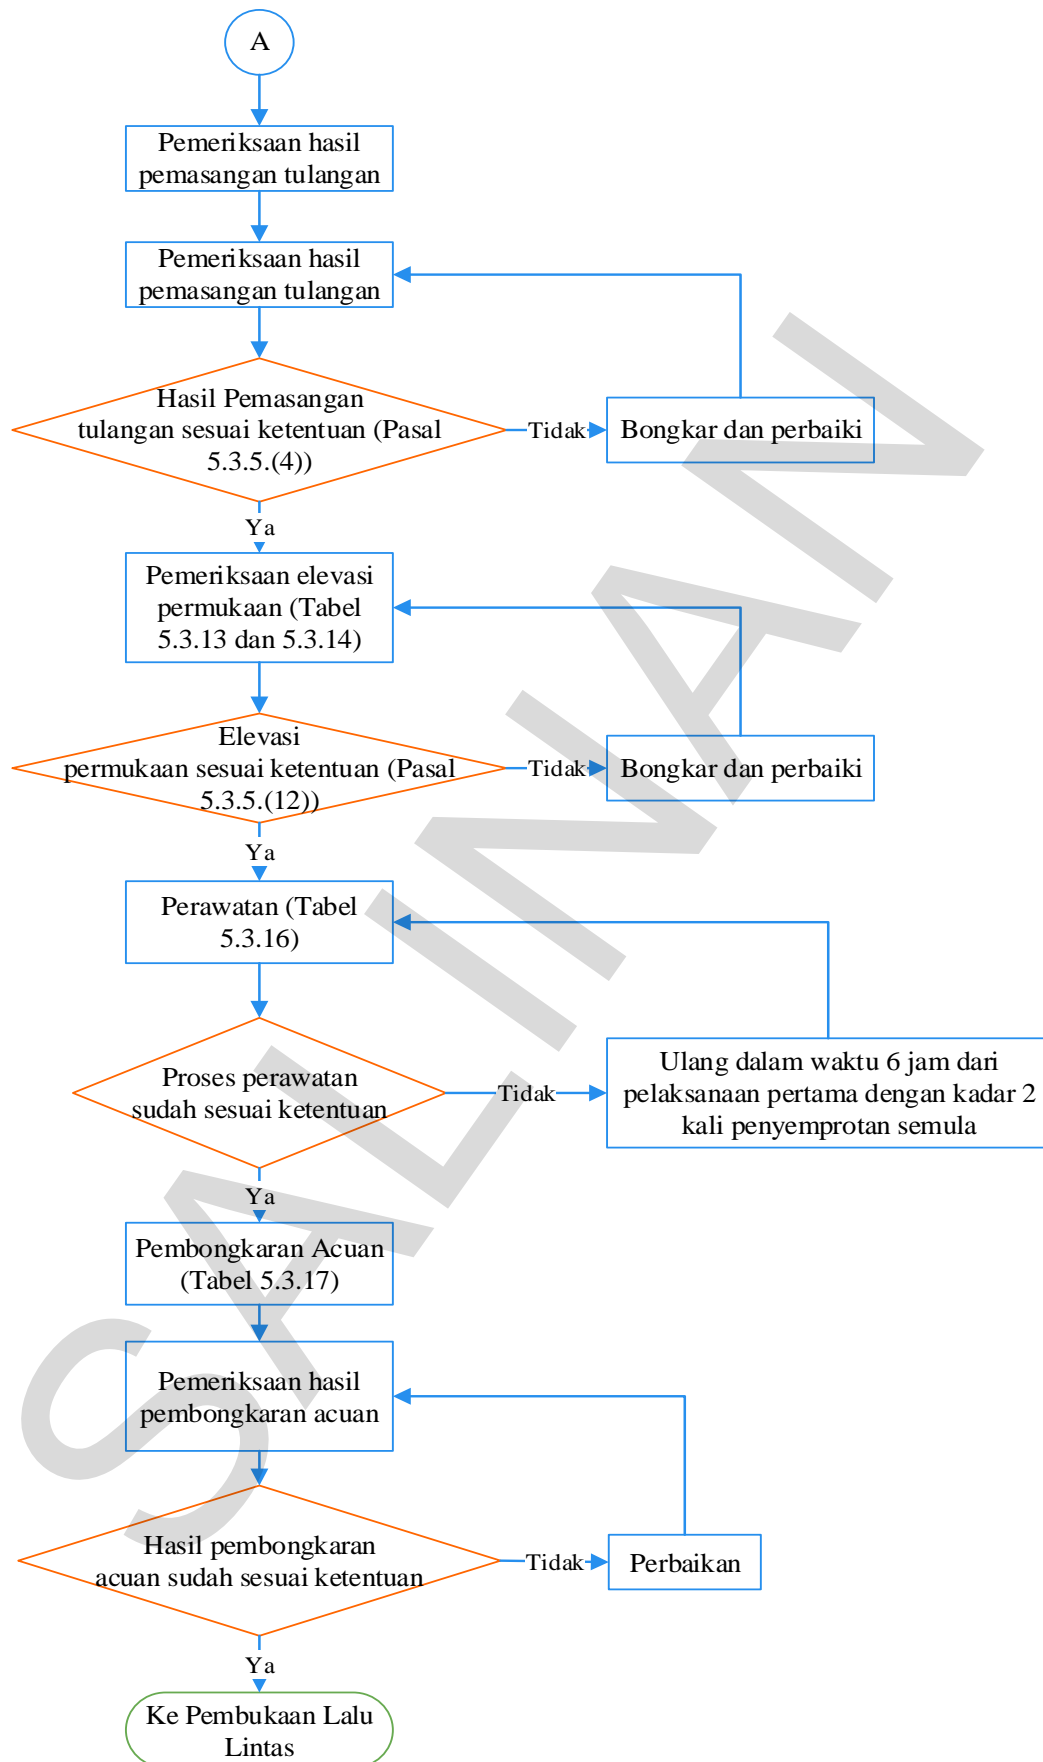 A
Pemeriksaan hasil
pemasangan tulangan
Pemeriksaan hasil
pemasangan tulangan
Hasil Pemasangan
tulangan sesuai ketentuan (Pasal
5.3.5.(4))
Tidak
Bongkar dan perbaiki
Ya
Pemeriksaan elevasi
permukaan (Tabel
5.3.13 dan 5.3.14)
Elevasi
permukaan sesuai ketentuan (Pasal
5.3.5.(12))
Tidak
Bongkar dan perbaiki
Ya
Perawatan (Tabel
5.3.16)
Proses perawatan
sudah sesuai ketentuan
Tidak
Ulang dalam waktu 6 jam dari
pelaksanaan pertama dengan kadar 2
kali penyemprotan semula
Ya
Pembongkaran Acuan
(Tabel 5.3.17)
Pemeriksaan hasil
pembongkaran acuan
Hasil pembongkaran
acuan sudah sesuai ketentuan
Tidak
Perbaikan
Ya
Ke Pembukaan Lalu
Lintas
SALINAN